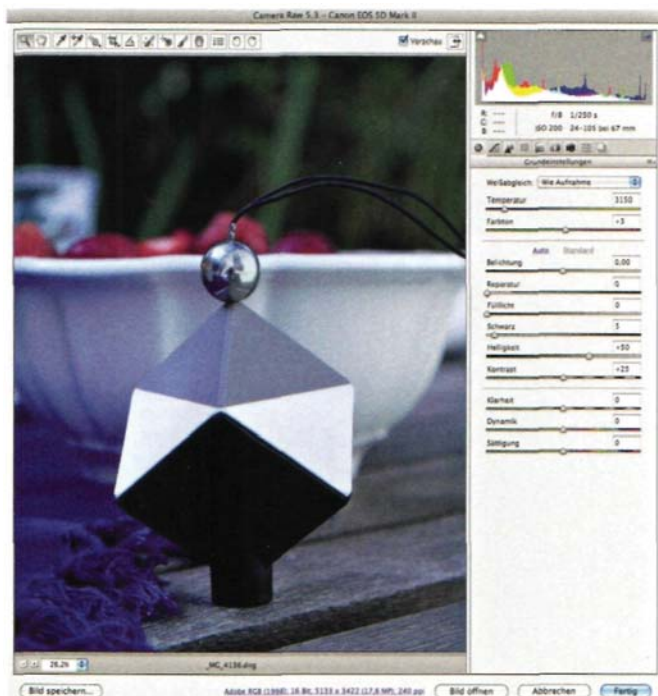 Camera Raw 5.3 – Canon EOS 5D Mark II
Vorschau
R: ---
G: ---
B: ---
f/8 1/250 s
ISO 200 24–105 bei 67 mm
Grundeinstellungen
Weißabgleich: Wie Aufnahme
Temperatur 3150
Farbton +3
Auto Standard
Belichtung 0,00
Reparatur 0
Fülllicht 0
Schwarz 5
Helligkeit +50
Kontrast +25
Klarheit 0
Dynamik 0
Sättigung 0
26,2% _MG_4136.dng
Bild speichern... Adobe RGB (1998); 16 Bit; 5133 x 3422 (17,6 MP); 240 ppi Bild öffnen Abbrechen Fertig